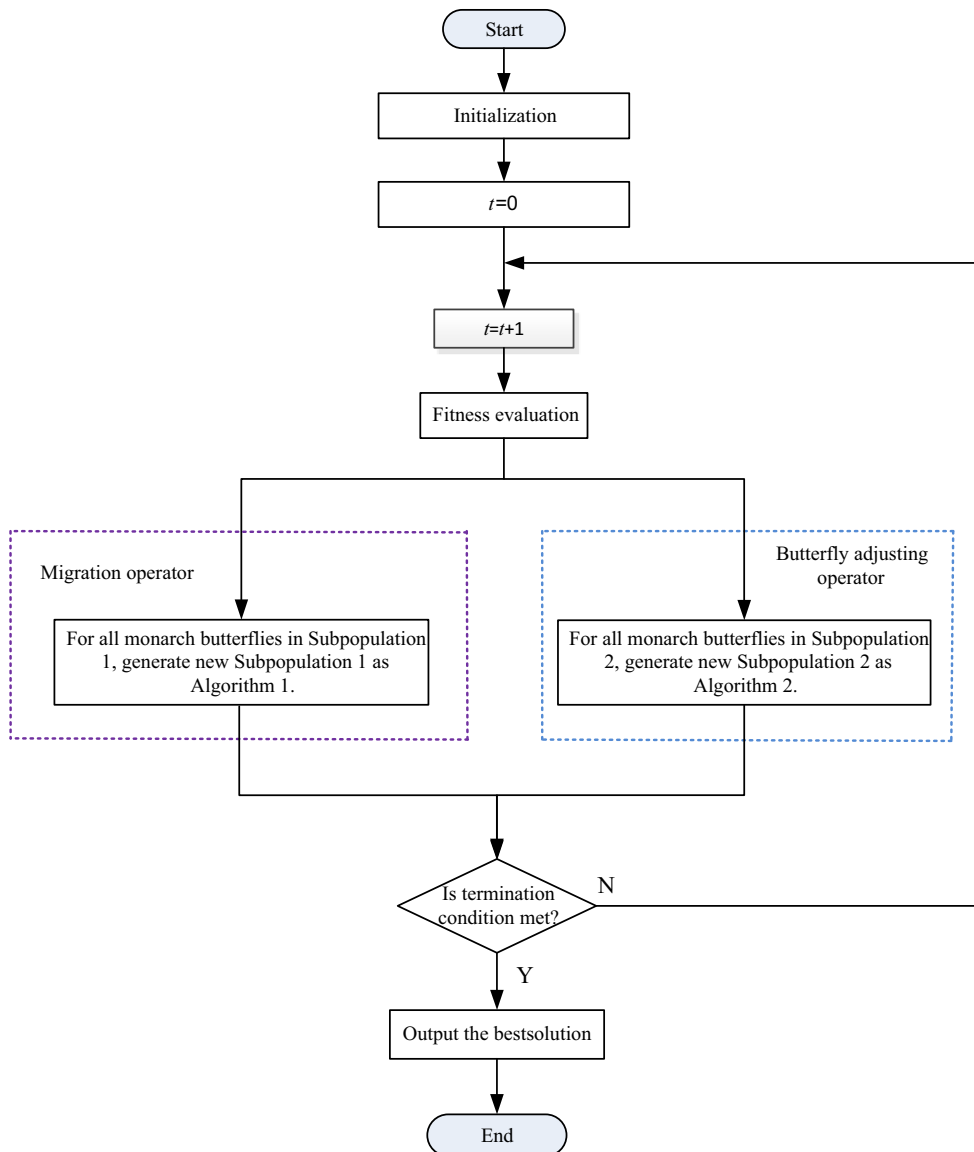 Start
Initialization
t=0
t=t+1
Fitness evaluation
Migration operator
For all monarch butterflies in Subpopulation
1, generate new Subpopulation 1 as
Algorithm 1.
Butterfly adjusting
operator
For all monarch butterflies in Subpopulation
2, generate new Subpopulation 2 as
Algorithm 2.
Is termination
condition met?
N
Y
Output the bestsolution
End